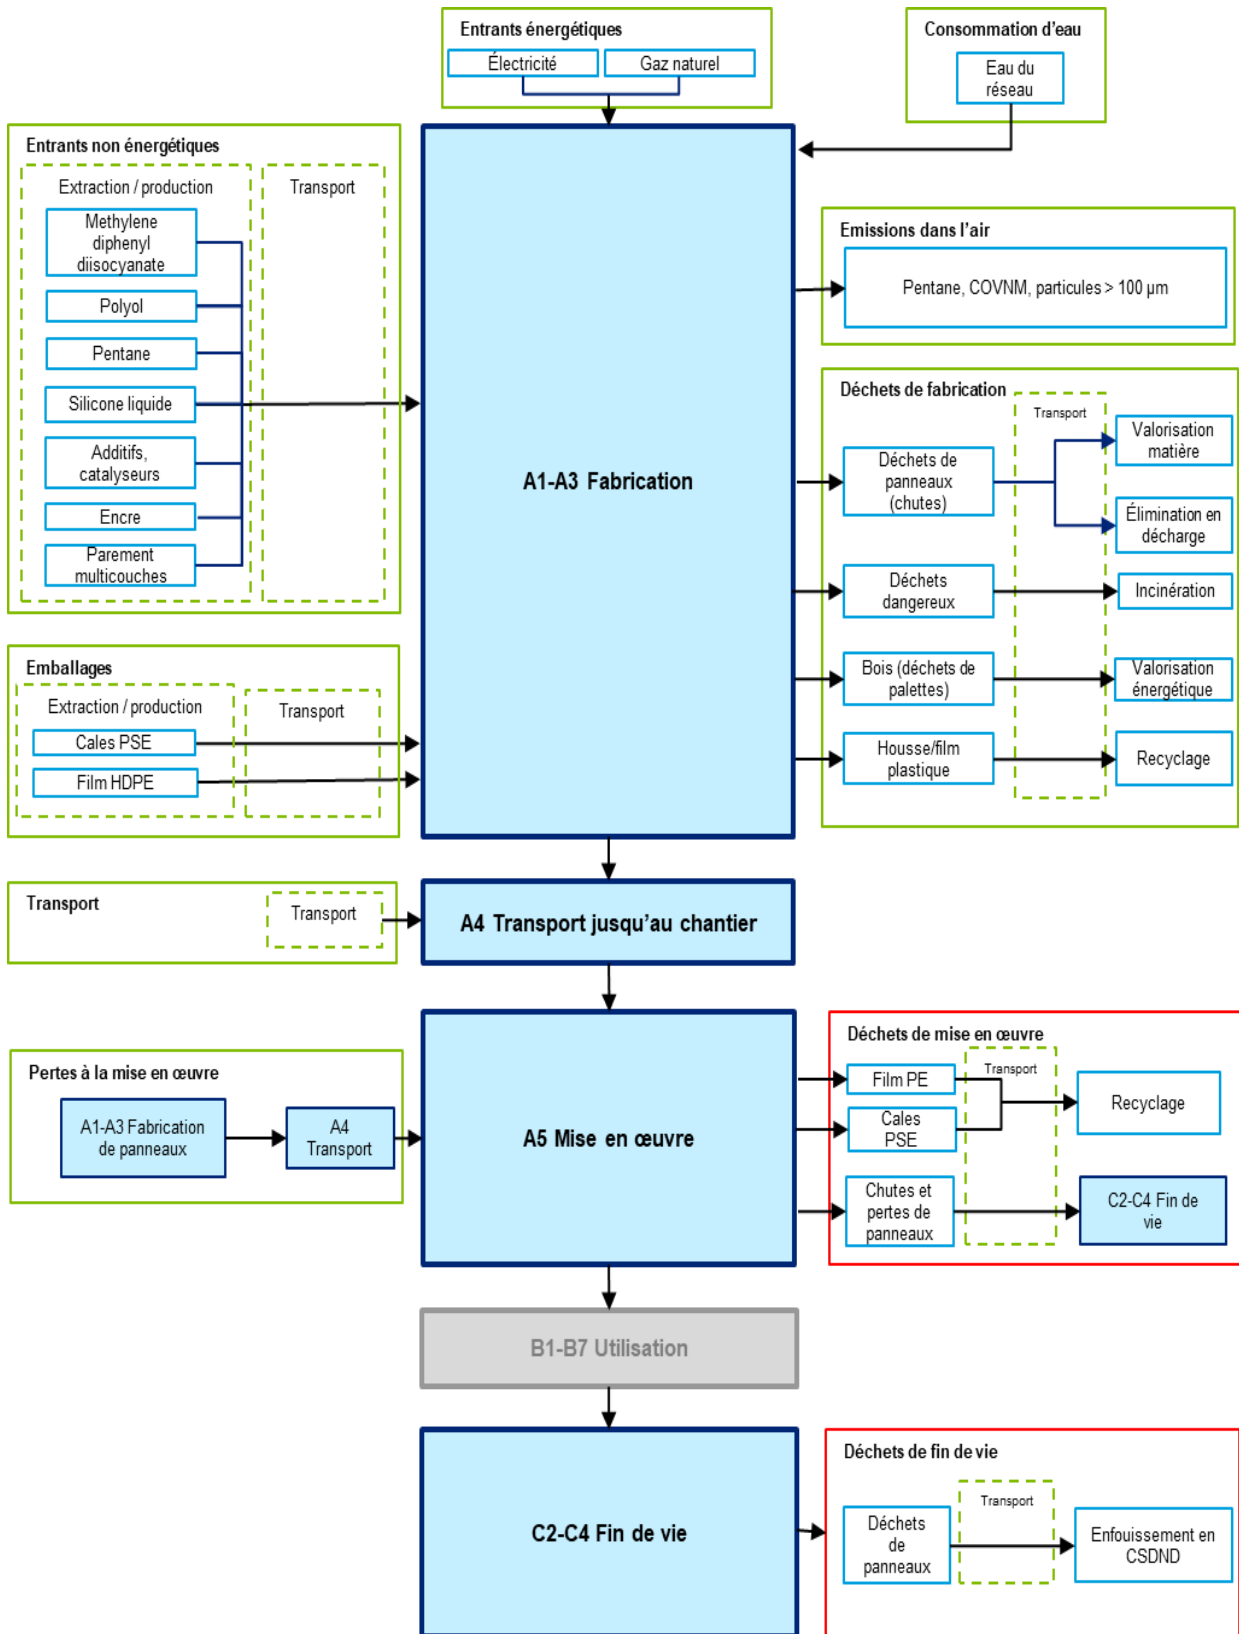 Entrants énergétiques
Électricité
Gaz naturel
Consommation d'eau
Eau du
réseau
Entrants non énergétiques
Extraction / production
Transport
Methylene
diphenyl
diisocyanate
Polyol
Pentane
Silicone liquide
Additifs,
catalyseurs
Encre
Parement
multicouches
A1-A3 Fabrication
Emissions dans l'air
Pentane, COVNM, particules > 100 µm
Déchets de fabrication
Transport
Déchets de
panneaux
(chutes)
Valorisation
matière
Élimination en
décharge
Déchets
dangereux
Incinération
Bois (déchets de
palettes)
Valorisation
énergétique
Housse/film
plastique
Recyclage
Emballages
Extraction / production
Transport
Cales PSE
Film HDPE
Transport
Transport
A4 Transport jusqu'au chantier
Pertes à la mise en œuvre
A1-A3 Fabrication
de panneaux
A4
Transport
A5 Mise en œuvre
Déchets de mise en œuvre
Transport
Film PE
Cales
PSE
Recyclage
Chutes et
pertes de
panneaux
C2-C4 Fin de
vie
B1-B7 Utilisation
C2-C4 Fin de vie
Déchets de fin de vie
Transport
Déchets
de
panneaux
Enfouissement en
CSDND